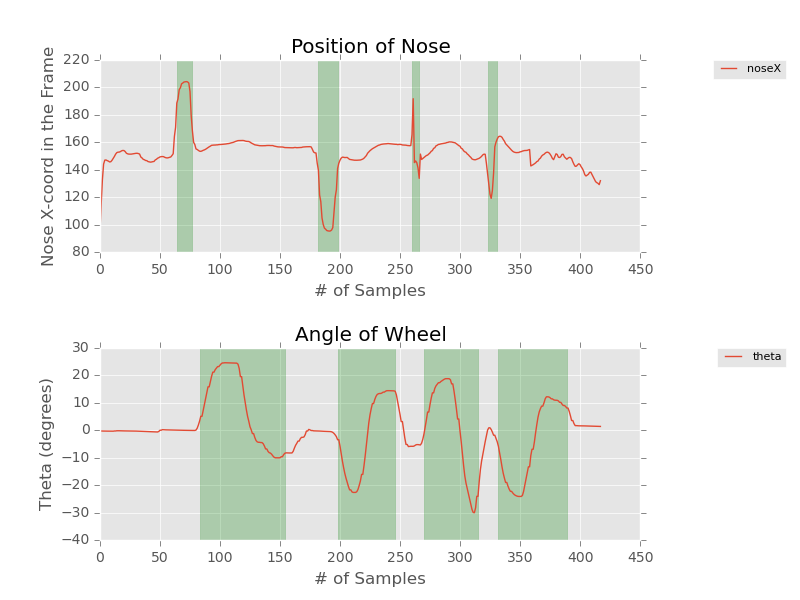 Position of Nose
Nose X-coord in the Frame
220
200
180
160
140
120
100
80
0 50 100 150 200 250 300 350 400 450
# of Samples
noseX
Angle of Wheel
Theta (degrees)
30
20
10
0
−10
−20
−30
−40
0 50 100 150 200 250 300 350 400 450
# of Samples
theta